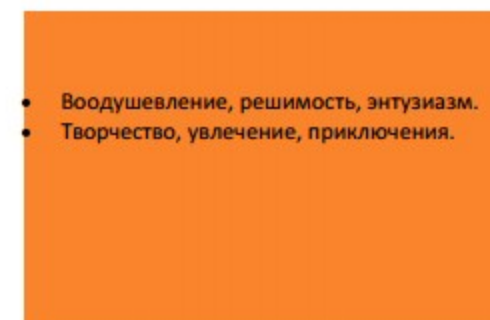 • Воодушевление, решимость, энтузиазм.
• Творчество, увлечение, приключения.